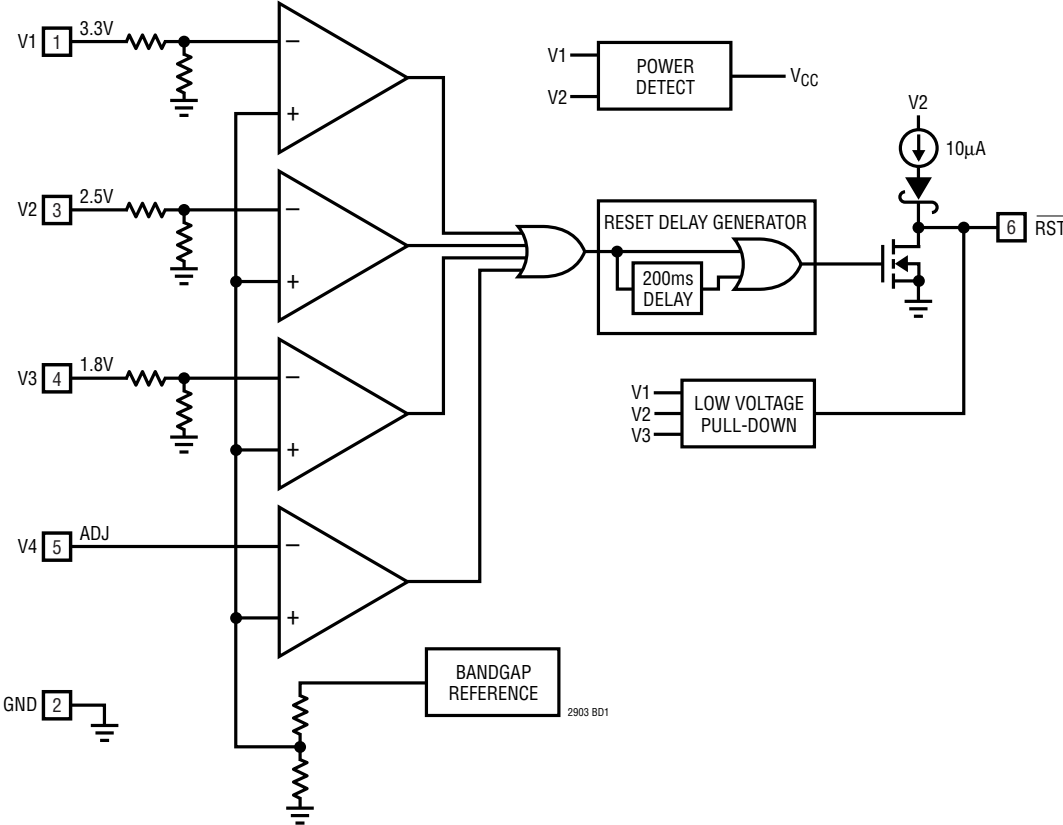 V1 1 3.3V
−
+
V2 3 2.5V
−
+
V3 4 1.8V
−
+
V4 5 ADJ
−
+
GND 2
BANDGAP
REFERENCE
2903 BD1
V1
V2
POWER
DETECT
VCC
RESET DELAY GENERATOR
200ms
DELAY
V2
10µA
6 RST
V1
V2
V3
LOW VOLTAGE
PULL-DOWN